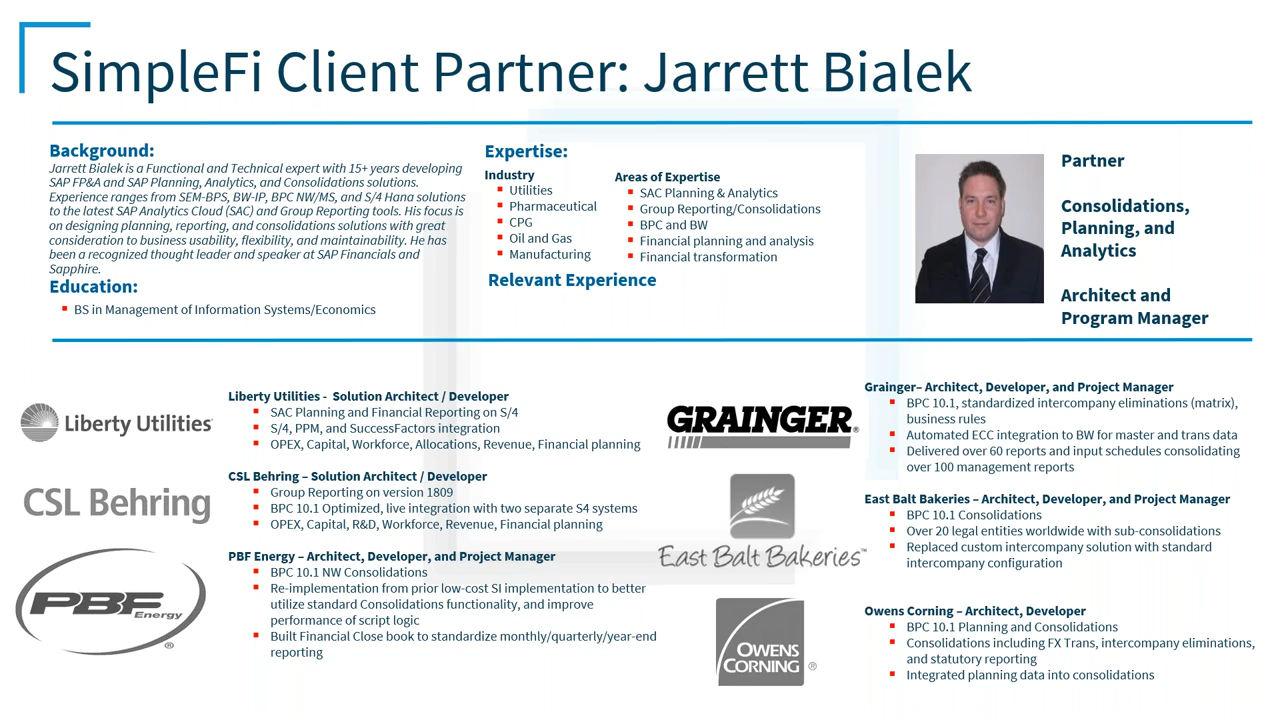 SimpleFi Client Partner: Jarrett Bialek
Background:
Jarrett Bialek is a Functional and Technical expert with 15+ years developing
SAP FP&A and SAP Planning, Analytics, and Consolidations solutions.
Experience ranges from SEM-BPS, BW-IP, BPC NW/MS, and S/4 Hana solutions
to the latest SAP Analytics Cloud (SAC) and Group Reporting tools. His focus is
on designing planning, reporting, and consolidations solutions with great
consideration to business usability, flexibility, and maintainability. He has
been a recognized thought leader and speaker at SAP Financials and
Sapphire.
Education:
BS in Management of Information Systems/Economics
Expertise:
Industry
Utilities
Pharmaceutical
CPG
Oil and Gas
Manufacturing
Areas of Expertise
SAC Planning & Analytics
Group Reporting/Consolidations
BPC and BW
Financial planning and analysis
Financial transformation
Relevant Experience
Partner
Consolidations,
Planning, and
Analytics
Architect and
Program Manager
Liberty Utilities
Liberty Utilities - Solution Architect / Developer
SAC Planning and Financial Reporting on S/4
S/4, PPM, and SuccessFactors integration
OPEX, Capital, Workforce, Allocations, Revenue, Financial planning
CSL Behring
CSL Behring – Solution Architect / Developer
Group Reporting on version 1809
BPC 10.1 Optimized, live integration with two separate S4 systems
OPEX, Capital, R&D, Workforce, Revenue, Financial planning
PBF Energy ®
PBF Energy – Architect, Developer, and Project Manager
BPC 10.1 NW Consolidations
Re-implementation from prior low-cost SI implementation to better
utilize standard Consolidations functionality, and improve
performance of script logic
Built Financial Close book to standardize monthly/quarterly/year-end
reporting
GRAINGER®
Grainger– Architect, Developer, and Project Manager
BPC 10.1, standardized intercompany eliminations (matrix),
business rules
Automated ECC integration to BW for master and trans data
Delivered over 60 reports and input schedules consolidating
over 100 management reports
East Balt Bakeries™
East Balt Bakeries – Architect, Developer, and Project Manager
BPC 10.1 Consolidations
Over 20 legal entities worldwide with sub-consolidations
Replaced custom intercompany solution with standard
intercompany configuration
OWENS
CORNING ®
Owens Corning – Architect, Developer
BPC 10.1 Planning and Consolidations
Consolidations including FX Trans, intercompany eliminations,
and statutory reporting
Integrated planning data into consolidations